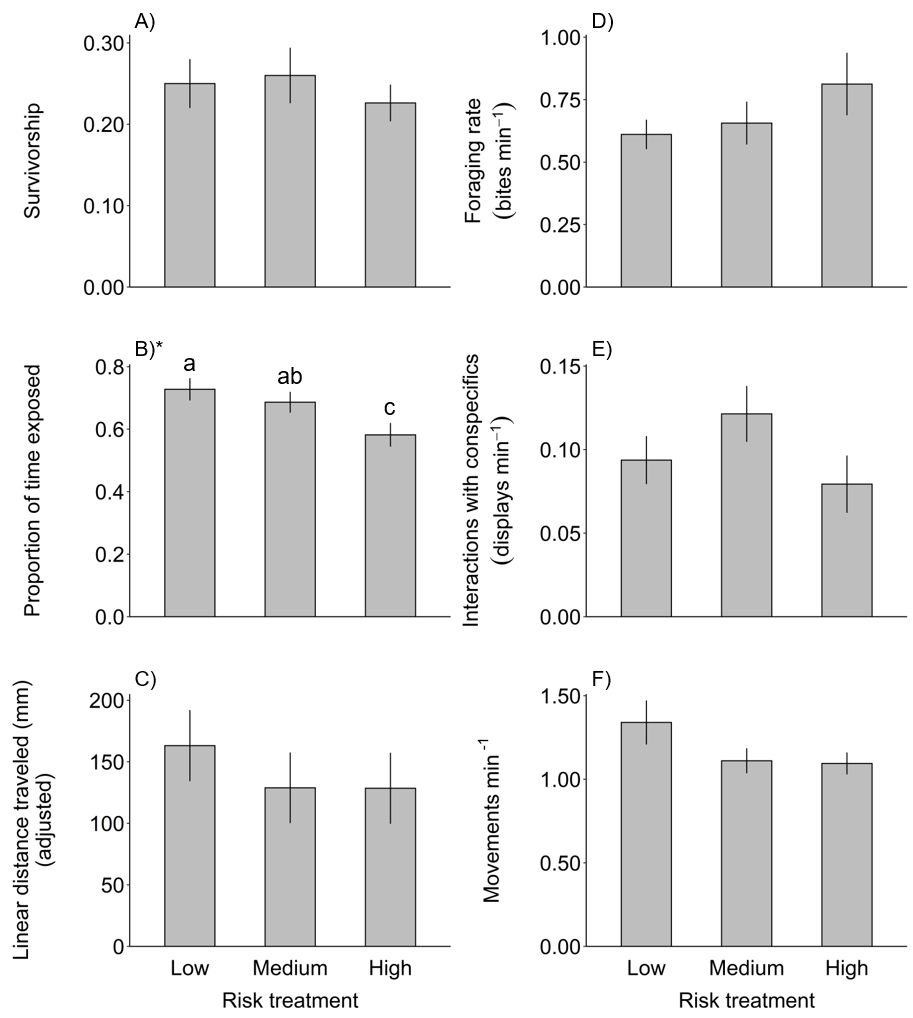 A)
0.30
0.20
0.10
0.00
Survivorship
D)
1.00
0.75
0.50
0.25
0.00
Foraging rate
(bites min⁻¹)
B)*
a
ab
c
0.8
0.6
0.4
0.2
0.0
Proportion of time exposed
E)
0.15
0.10
0.05
0.00
Interactions with conspecifics
(displays min⁻¹)
C)
200
150
100
50
0
Linear distance traveled (mm)
(adjusted)
Low Medium High
Risk treatment
F)
1.50
1.00
0.50
0.00
Movements min⁻¹
Low Medium High
Risk treatment